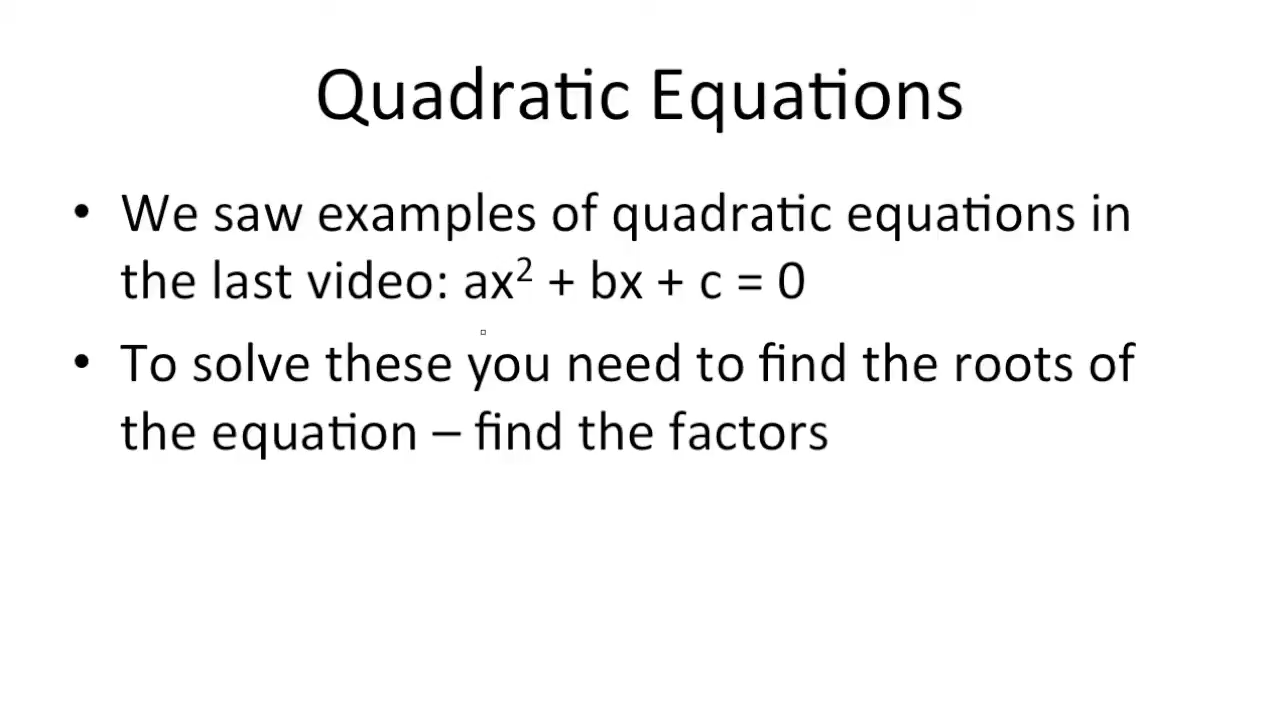 Quadratic Equations
• We saw examples of quadratic equations in
the last video: ax² + bx + c = 0
• To solve these you need to find the roots of
the equation – find the factors